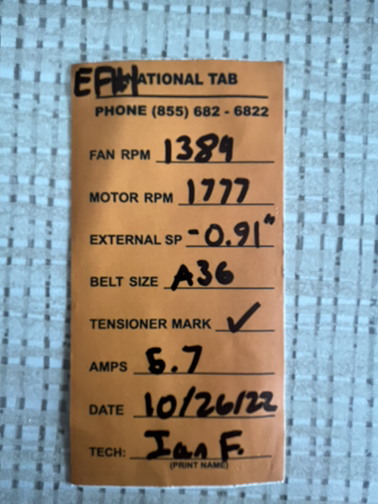 EFH NATIONAL TAB
PHONE (855) 682 - 6822
FAN RPM 1389
MOTOR RPM 1777
EXTERNAL SP -0.91"
BELT SIZE A36
TENSIONER MARK ✓
AMPS 5.7
DATE 10/26/22
TECH: Ian F.
(PRINT NAME)